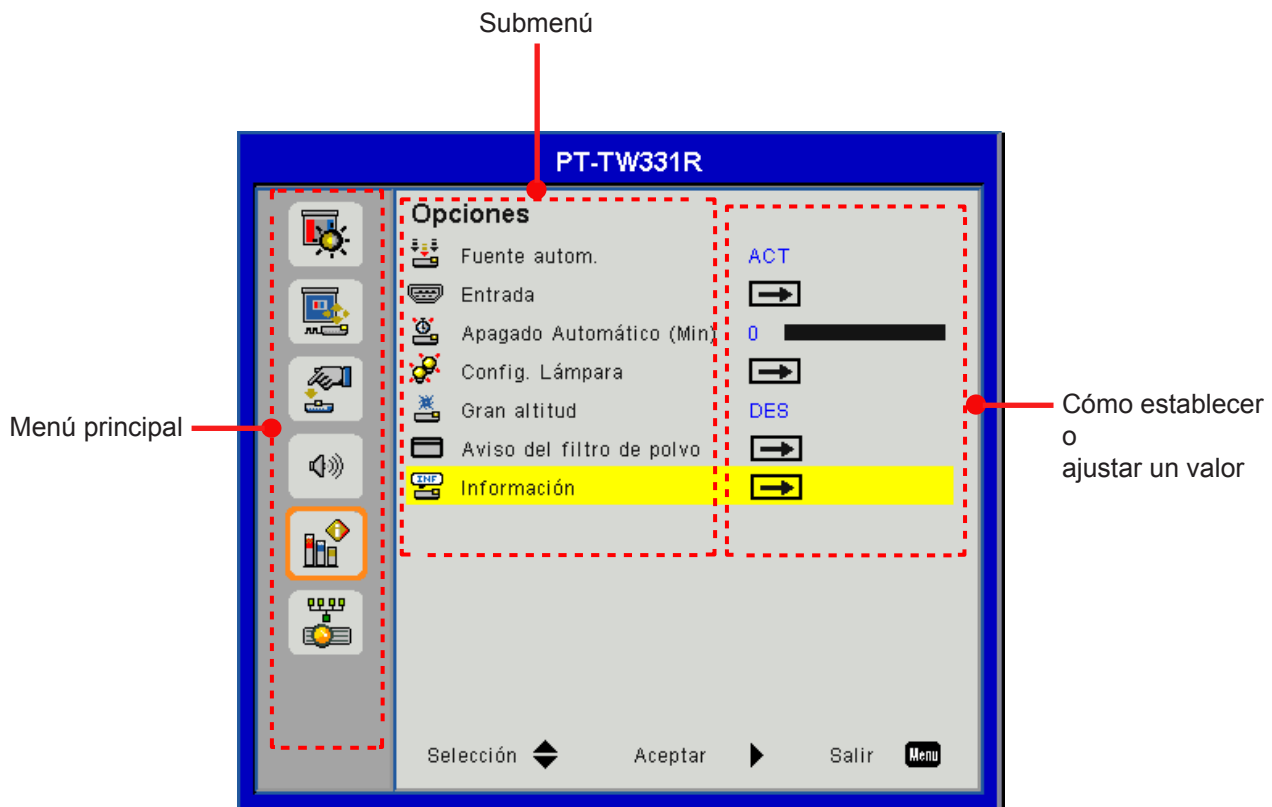 Submenú
PT-TW331R
Opciones
Fuente autom. ACT
Entrada
Apagado Automático (Min) 0
Config. Lámpara
Gran altitud DES
Aviso del filtro de polvo
INF
Información
Menú principal
Cómo establecer
o
ajustar un valor
Selección Aceptar Salir Menu